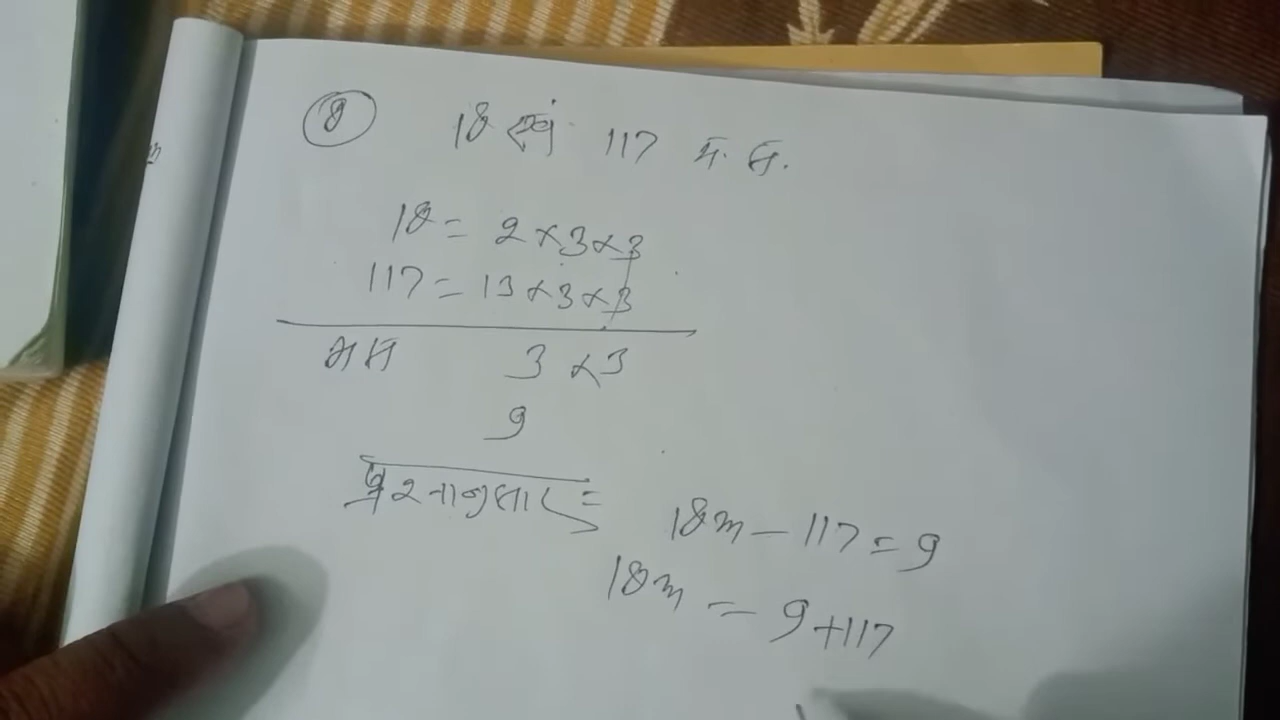 8 18 एवं 117 म. स.
18 = 2 × 3 × 3
117 = 13 × 3 × 3
मस 3 × 3
9
प्रश्नानुसार = 18m - 117 = 9
18m = 9 + 117